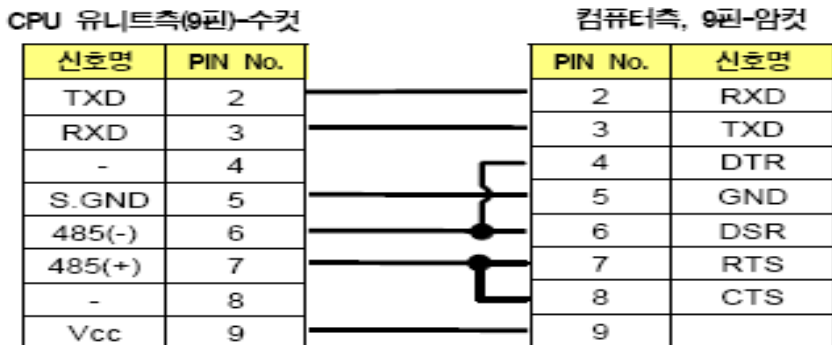 CPU 유니트측(9핀)-수컷 컴퓨터측, 9핀-암컷
신호명 PIN No. PIN No. 신호명
TXD 2 2 RXD
RXD 3 3 TXD
- 4 4 DTR
S.GND 5 5 GND
485(-) 6 6 DSR
485(+) 7 7 RTS
- 8 8 CTS
Vcc 9 9